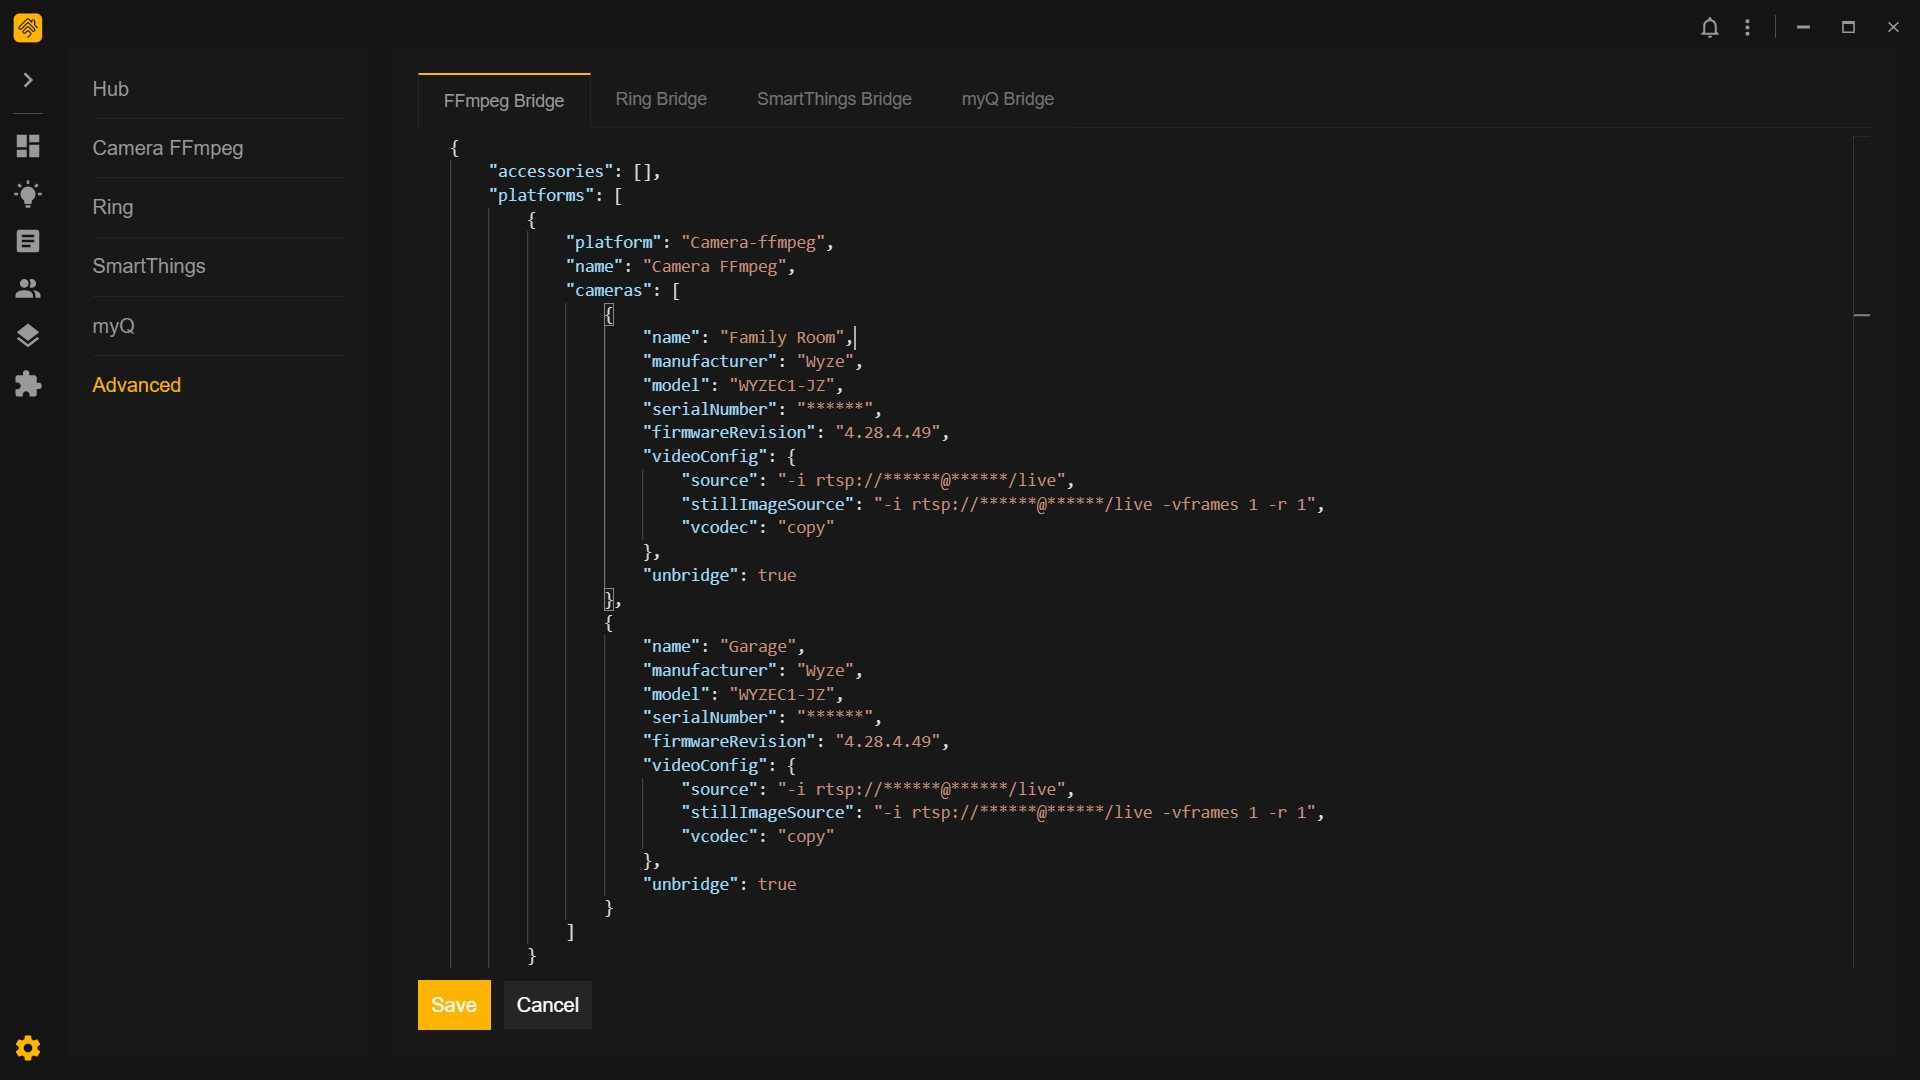 Hub
Camera FFmpeg
Ring
SmartThings
myQ
Advanced
FFmpeg Bridge
Ring Bridge
SmartThings Bridge
myQ Bridge
{
"accessories": [],
"platforms": [
{
"platform": "Camera-ffmpeg",
"name": "Camera FFmpeg",
"cameras": [
{
"name": "Family Room",
"manufacturer": "Wyze",
"model": "WYZEC1-JZ",
"serialNumber": "******",
"firmwareRevision": "4.28.4.49",
"videoConfig": {
"source": "-i rtsp://******@******/live",
"stillImageSource": "-i rtsp://******@******/live -vframes 1 -r 1",
"vcodec": "copy"
},
"unbridge": true
},
{
"name": "Garage",
"manufacturer": "Wyze",
"model": "WYZEC1-JZ",
"serialNumber": "******",
"firmwareRevision": "4.28.4.49",
"videoConfig": {
"source": "-i rtsp://******@******/live",
"stillImageSource": "-i rtsp://******@******/live -vframes 1 -r 1",
"vcodec": "copy"
},
"unbridge": true
}
]
}
Save
Cancel